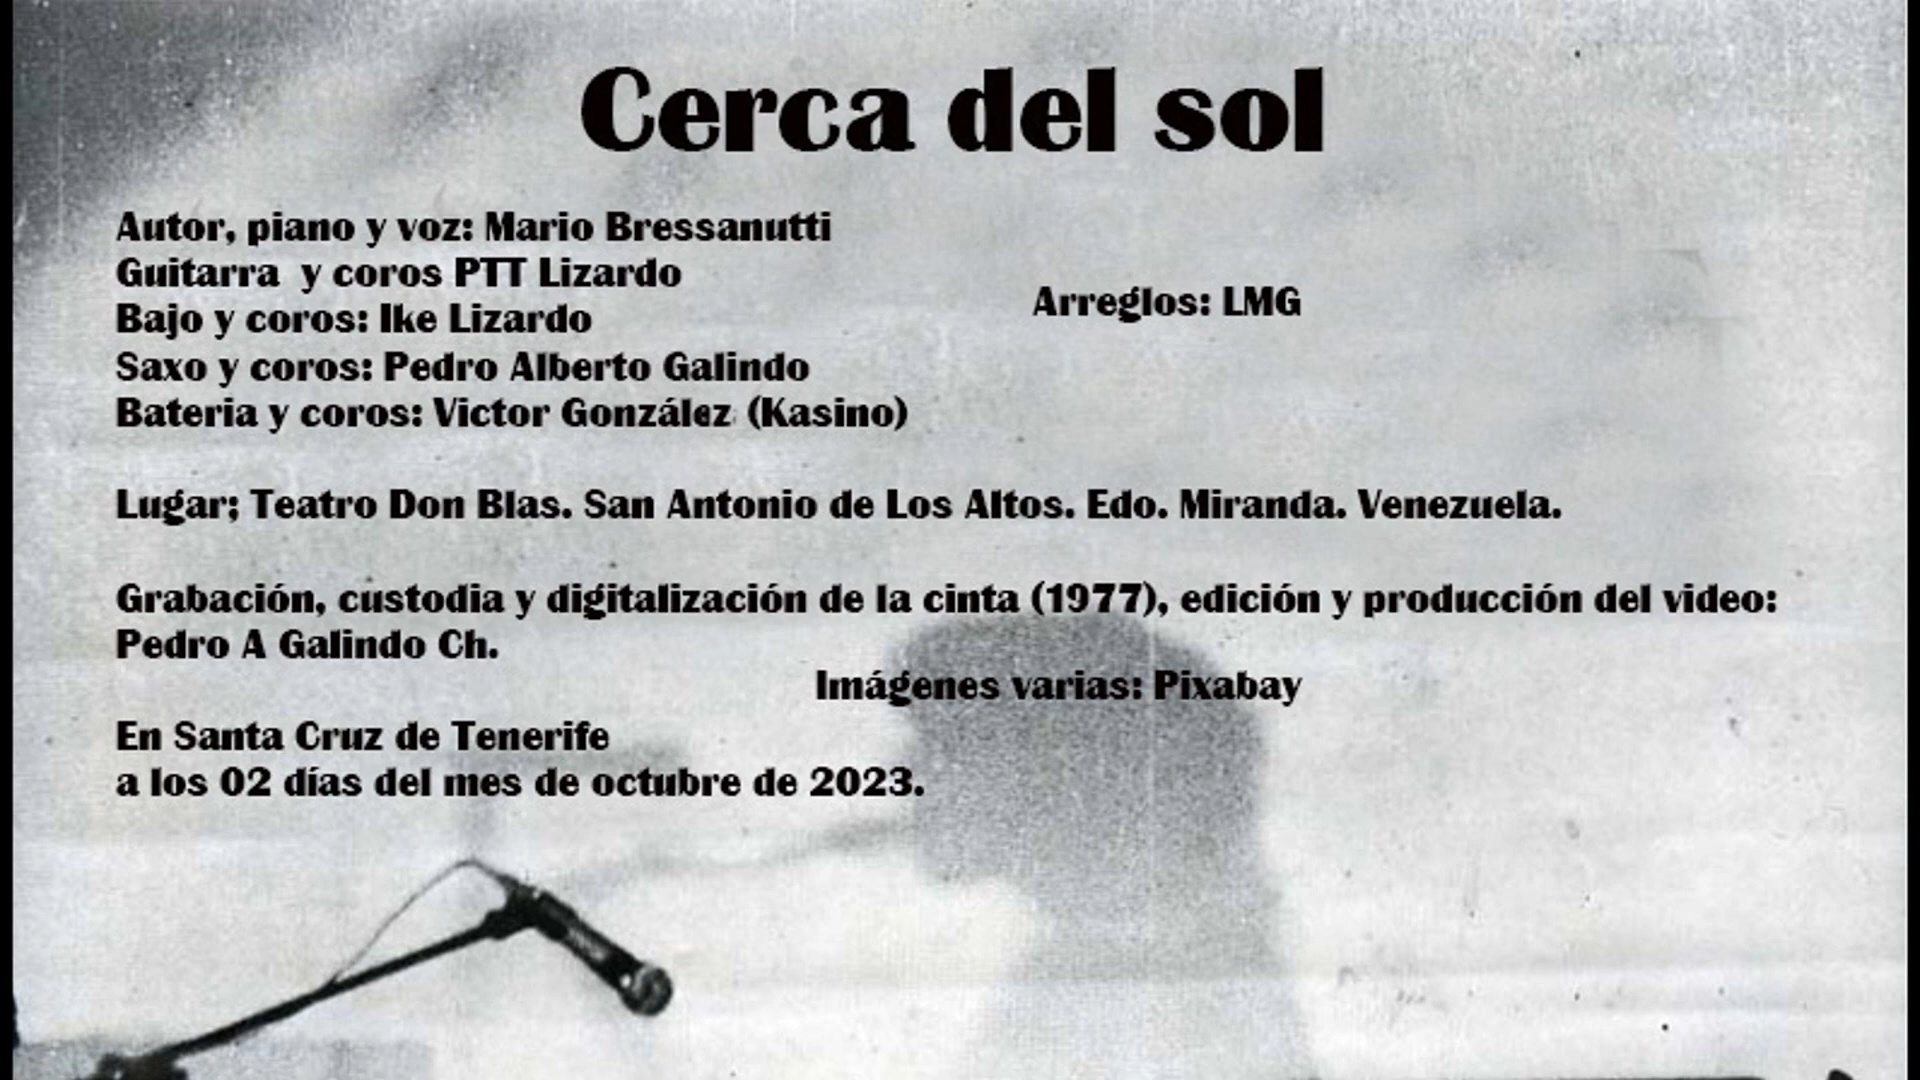 Cerca del sol
Autor, piano y voz: Mario Bressanutti
Guitarra  y coros PTT Lizardo
Bajo y coros: Ike Lizardo
Saxo y coros: Pedro Alberto Galindo
Bateria y coros: Victor González (Kasino)
Arreglos: LMG
Lugar; Teatro Don Blas. San Antonio de Los Altos. Edo. Miranda. Venezuela.
Grabación, custodia y digitalización de la cinta (1977), edición y producción del video:
Pedro A Galindo Ch.
Imágenes varias: Pixabay
En Santa Cruz de Tenerife
a los 02 días del mes de octubre de 2023.